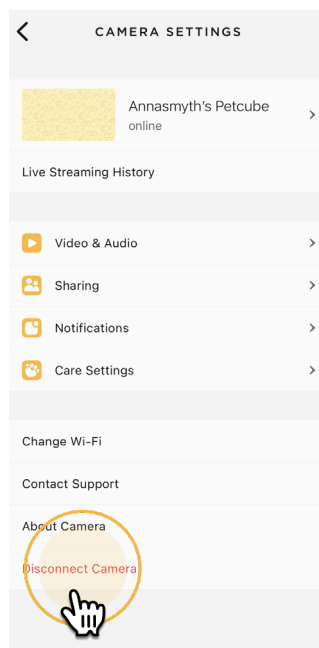 CAMERA SETTINGS
Annasmyth's Petcube
online
Live Streaming History
Video & Audio
Sharing
Notifications
Care Settings
Change Wi-Fi
Contact Support
About Camera
Disconnect Camera